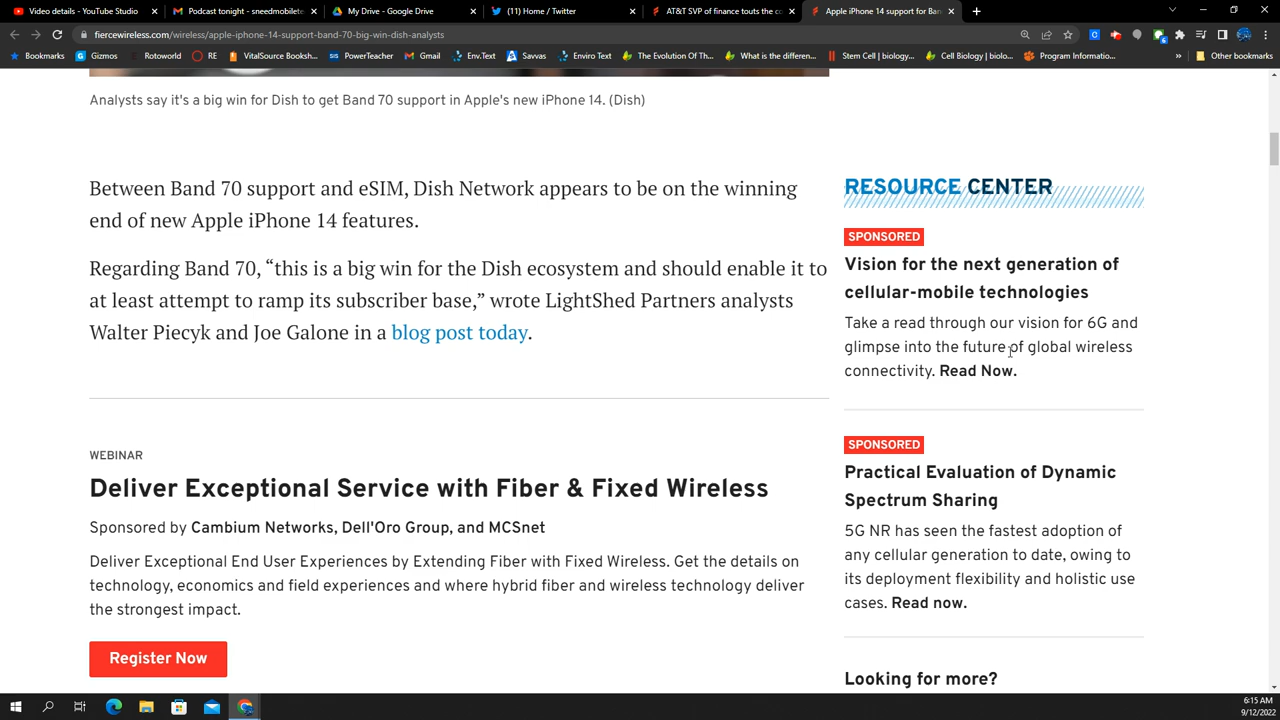 Video details - YouTube Studio
Podcast tonight - sneedmobilete
My Drive - Google Drive
(11) Home / Twitter
AT&T SVP of finance touts the c
Apple iPhone 14 support for Ban
fiercewireless.com/wireless/apple-iphone-14-support-band-70-big-win-dish-analysts
Bookmarks
Gizmos
Rotoworld
RE
VitalSource Booksh...
PowerTeacher
Gmail
Env.Text
Savvas
Enviro Text
The Evolution Of Th...
What is the differen...
Stem Cell | biology...
Cell Biology | biolo...
Program Informatio...
Other bookmarks
Analysts say it's a big win for Dish to get Band 70 support in Apple's new iPhone 14. (Dish)
Between Band 70 support and eSIM, Dish Network appears to be on the winning
end of new Apple iPhone 14 features.
Regarding Band 70, “this is a big win for the Dish ecosystem and should enable it to
at least attempt to ramp its subscriber base,” wrote LightShed Partners analysts
Walter Piecyk and Joe Galone in a blog post today.
WEBINAR
Deliver Exceptional Service with Fiber & Fixed Wireless
Sponsored by Cambium Networks, Dell'Oro Group, and MCSnet
Deliver Exceptional End User Experiences by Extending Fiber with Fixed Wireless. Get the details on
technology, economics and field experiences and where hybrid fiber and wireless technology deliver
the strongest impact.
Register Now
RESOURCE CENTER
SPONSORED
Vision for the next generation of
cellular-mobile technologies
Take a read through our vision for 6G and
glimpse into the future of global wireless
connectivity. Read Now.
SPONSORED
Practical Evaluation of Dynamic
Spectrum Sharing
5G NR has seen the fastest adoption of
any cellular generation to date, owing to
its deployment flexibility and holistic use
cases. Read now.
Looking for more?
6:15 AM
9/12/2022